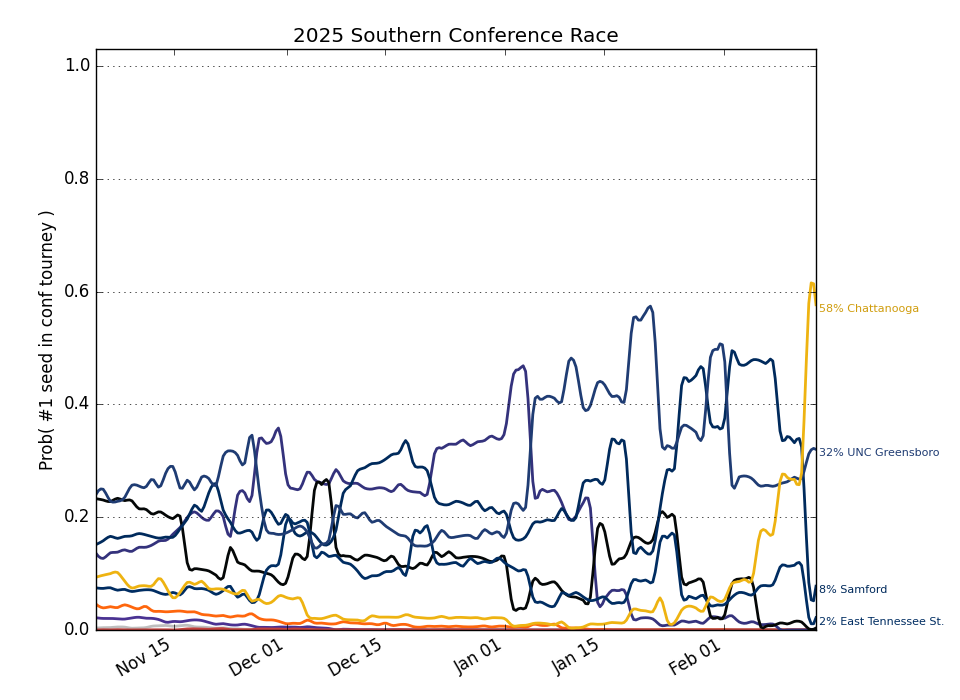 2025 Southern Conference Race
Prob( #1 seed in conf tourney )
1.0
0.8
0.6
0.4
0.2
0.0
58% Chattanooga
32% UNC Greensboro
8% Samford
2% East Tennessee St.
Nov 15
Dec 01
Dec 15
Jan 01
Jan 15
Feb 01